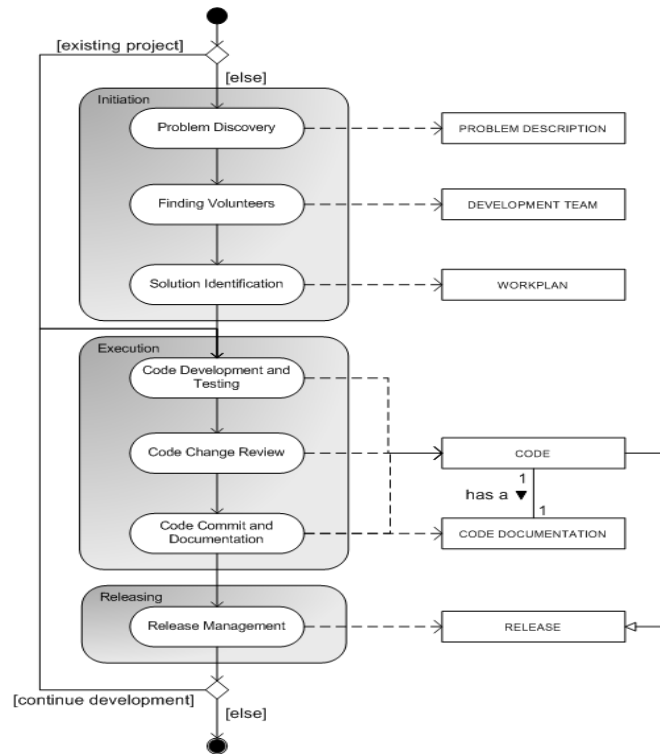 [existing project]
[else]
Initiation
Problem Discovery
PROBLEM DESCRIPTION
Finding Volunteers
DEVELOPMENT TEAM
Solution Identification
WORKPLAN
Execution
Code Development and
Testing
Code Change Review
CODE
1
has a ▼
1
Code Commit and
Documentation
CODE DOCUMENTATION
Releasing
Release Management
RELEASE
[continue development]
[else]